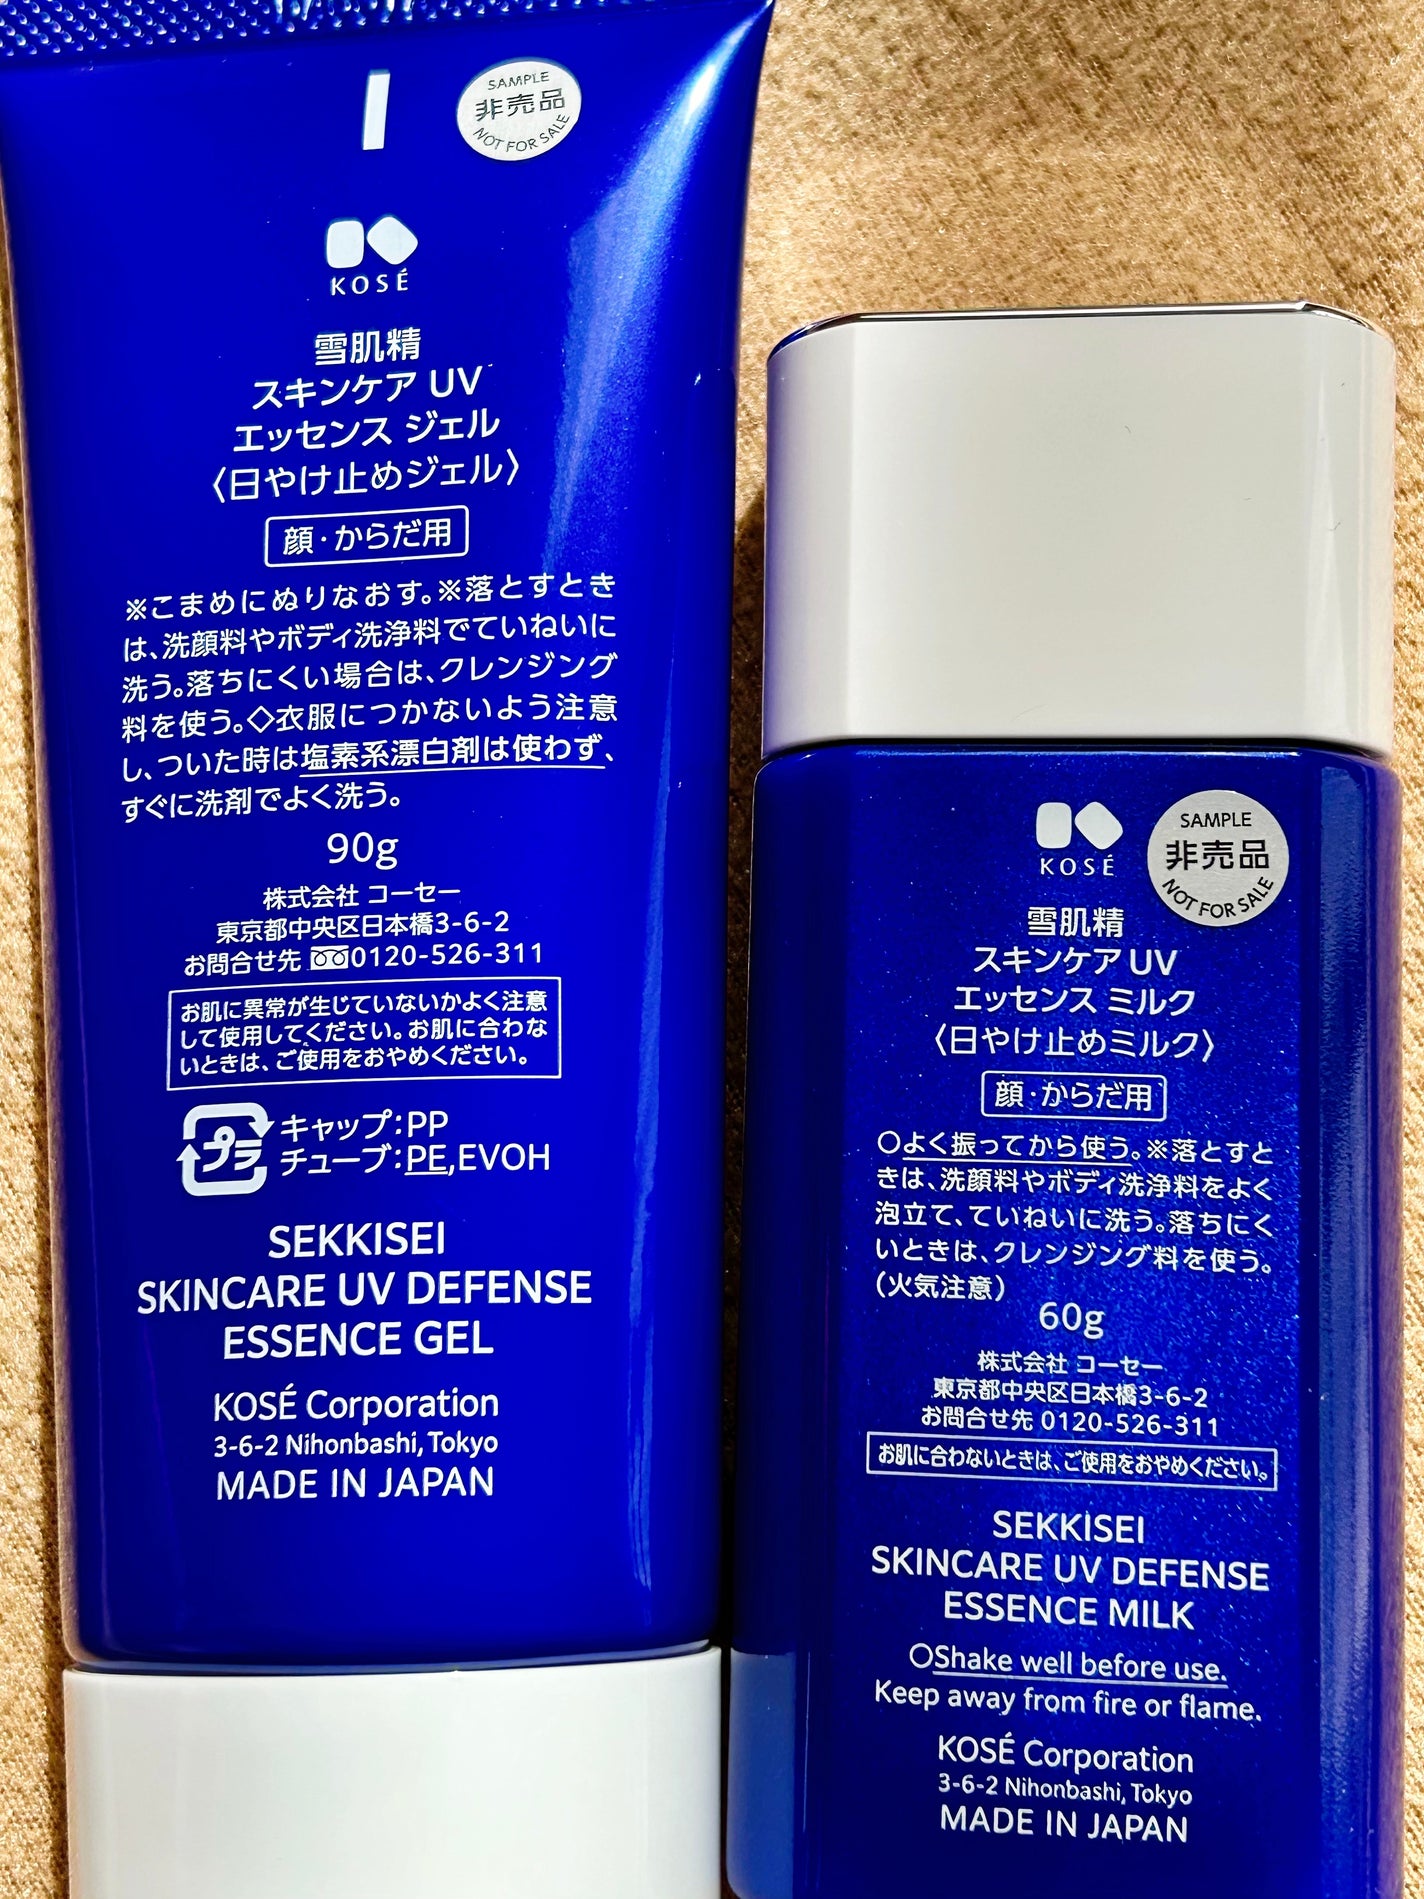 SAMPLE
非売品
NOT FOR SALE
KOSÉ
雪肌精
スキンケア UV
エッセンス ジェル
〈日やけ止めジェル〉
顔・からだ用
※こまめにぬりなおす。※落とすとき
は、洗顔料やボディ洗浄料でていねいに
洗う。落ちにくい場合は、クレンジング
料を使う。◇衣服につかないよう注意
し、ついた時は塩素系漂白剤は使わず、
すぐに洗剤でよく洗う。
90g
株式会社 コーセー
東京都中央区日本橋3-6-2
お問合せ先 0120-526-311
お肌に異常が生じていないかよく注意
して使用してください。お肌に合わな
いときは、ご使用をおやめください。
プラ
キャップ:PP
チューブ:PE,EVOH
SEKKISEI
SKINCARE UV DEFENSE
ESSENCE GEL
KOSÉ Corporation
3-6-2 Nihonbashi, Tokyo
MADE IN JAPAN
KOSÉ
SAMPLE
非売品
NOT FOR SALE
雪肌精
スキンケア UV
エッセンス ミルク
〈日やけ止めミルク〉
顔・からだ用
○よく振ってから使う。※落とすと
きは、洗顔料やボディ洗浄料をよく
泡立て、ていねいに洗う。落ちにく
いときは、クレンジング料を使う。
(火気注意)
60g
株式会社 コーセー
東京都中央区日本橋3-6-2
お問合せ先 0120-526-311
お肌に合わないときは、ご使用をおやめください。
SEKKISEI
SKINCARE UV DEFENSE
ESSENCE MILK
○Shake well before use.
Keep away from fire or flame.
KOSÉ Corporation
3-6-2 Nihonbashi, Tokyo
MADE IN JAPAN